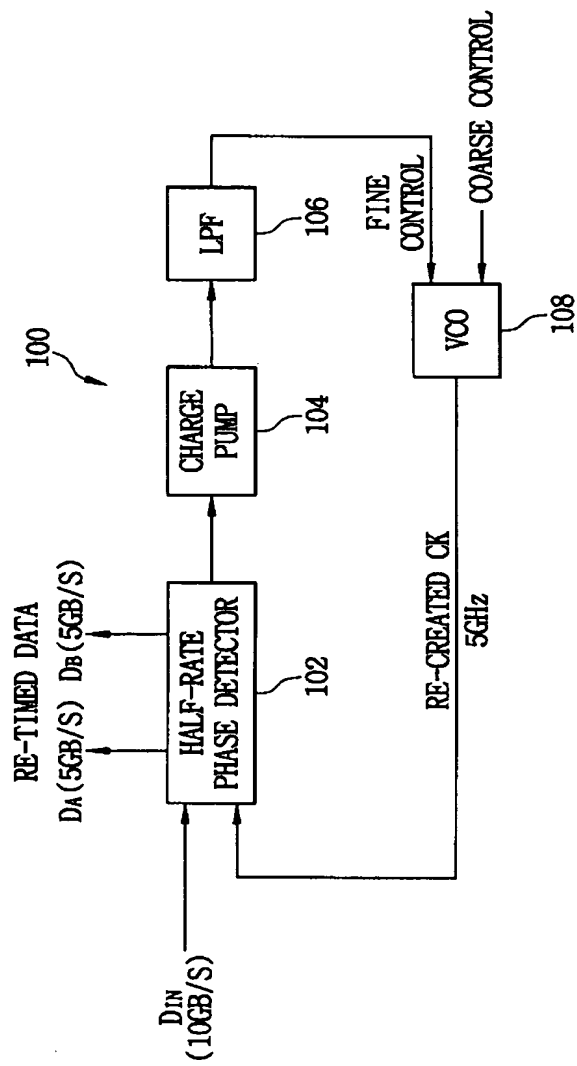 100
RE-TIMED DATA
DA(5GB/S) DB(5GB/S)
DIN
(10GB/S)
HALF-RATE
PHASE DETECTOR
102
CHARGE
PUMP
104
LPF
106
FINE
CONTROL
COARSE CONTROL
VCO
108
RE-CREATED CK
5GHz